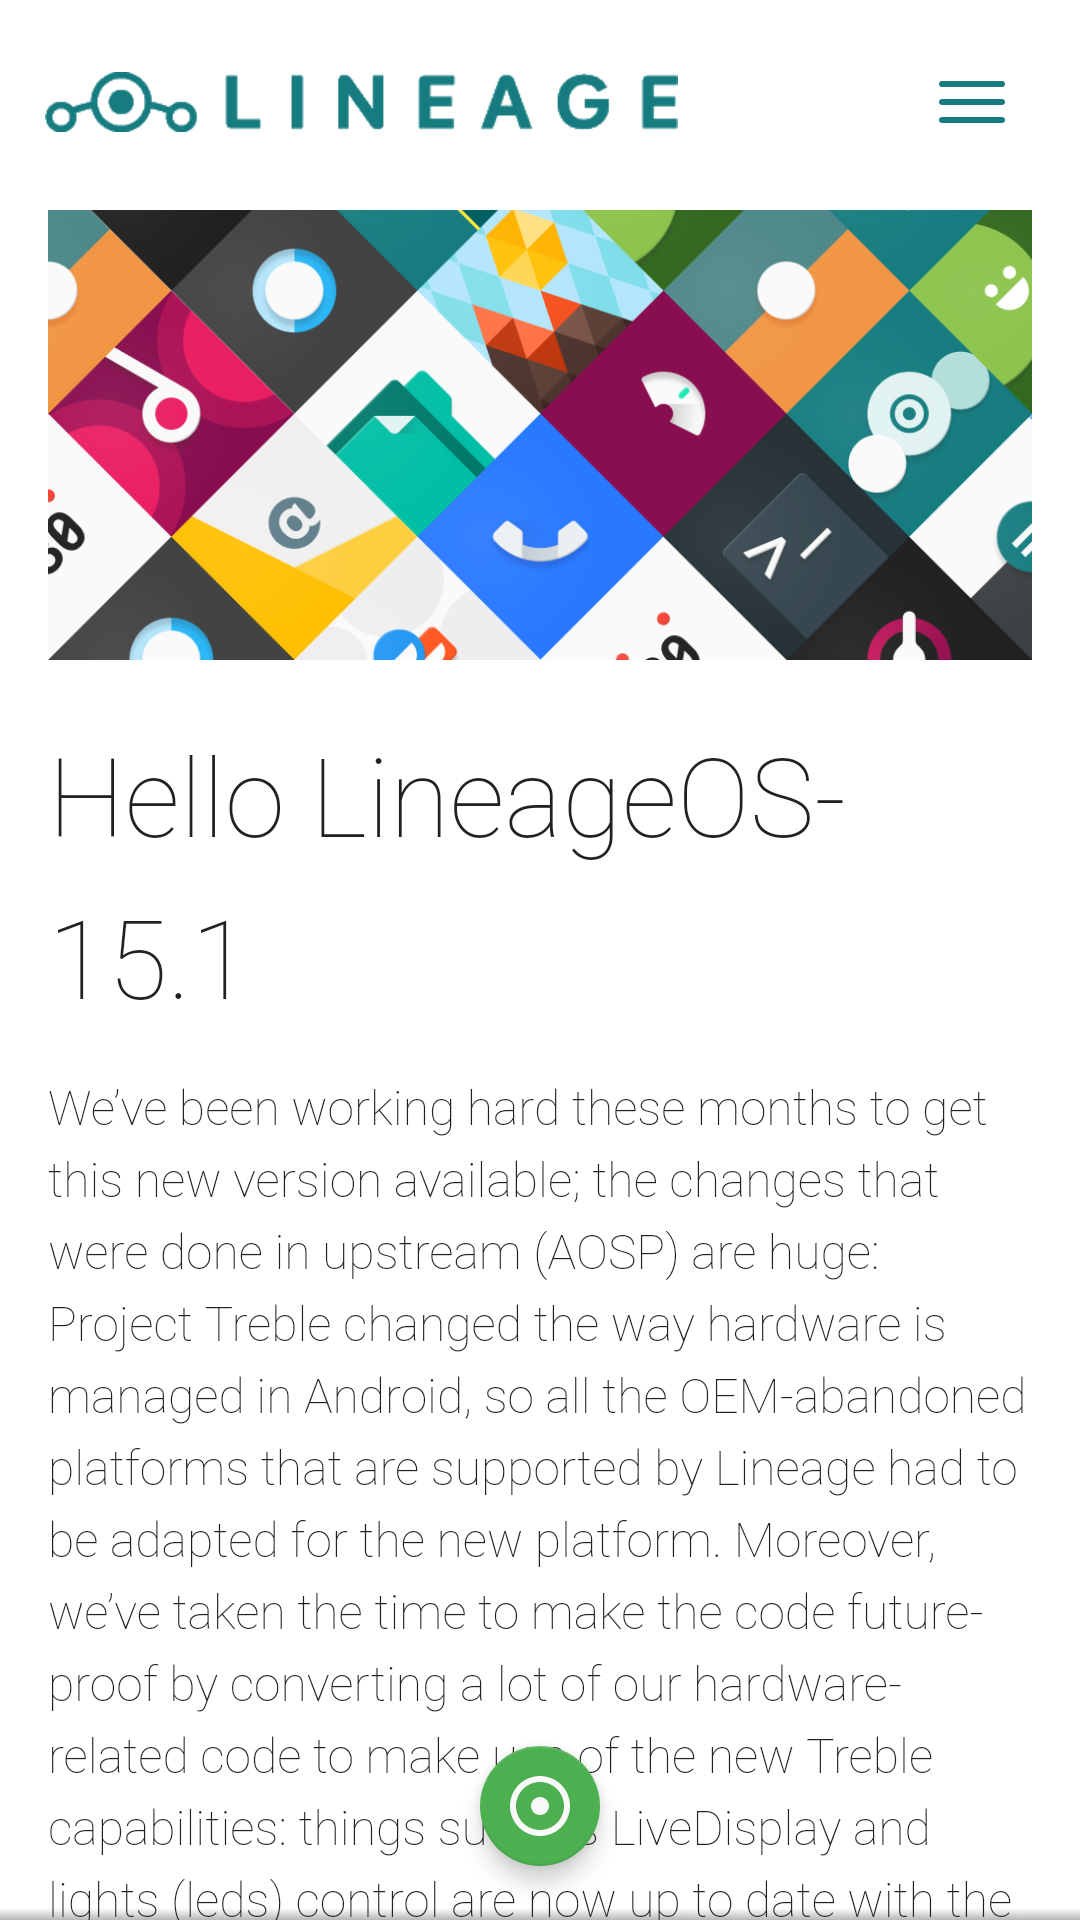 LINEAGE
Hello LineageOS-
15.1
We’ve been working hard these months to get
this new version available; the changes that
were done in upstream (AOSP) are huge:
Project Treble changed the way hardware is
managed in Android, so all the OEM-abandoned
platforms that are supported by Lineage had to
be adapted for the new platform. Moreover,
we’ve taken the time to make the code future-
proof by converting a lot of our hardware-
related code to make of the new Treble
capabilities: things LiveDisplay and
lights (leds) control are now up to date with the